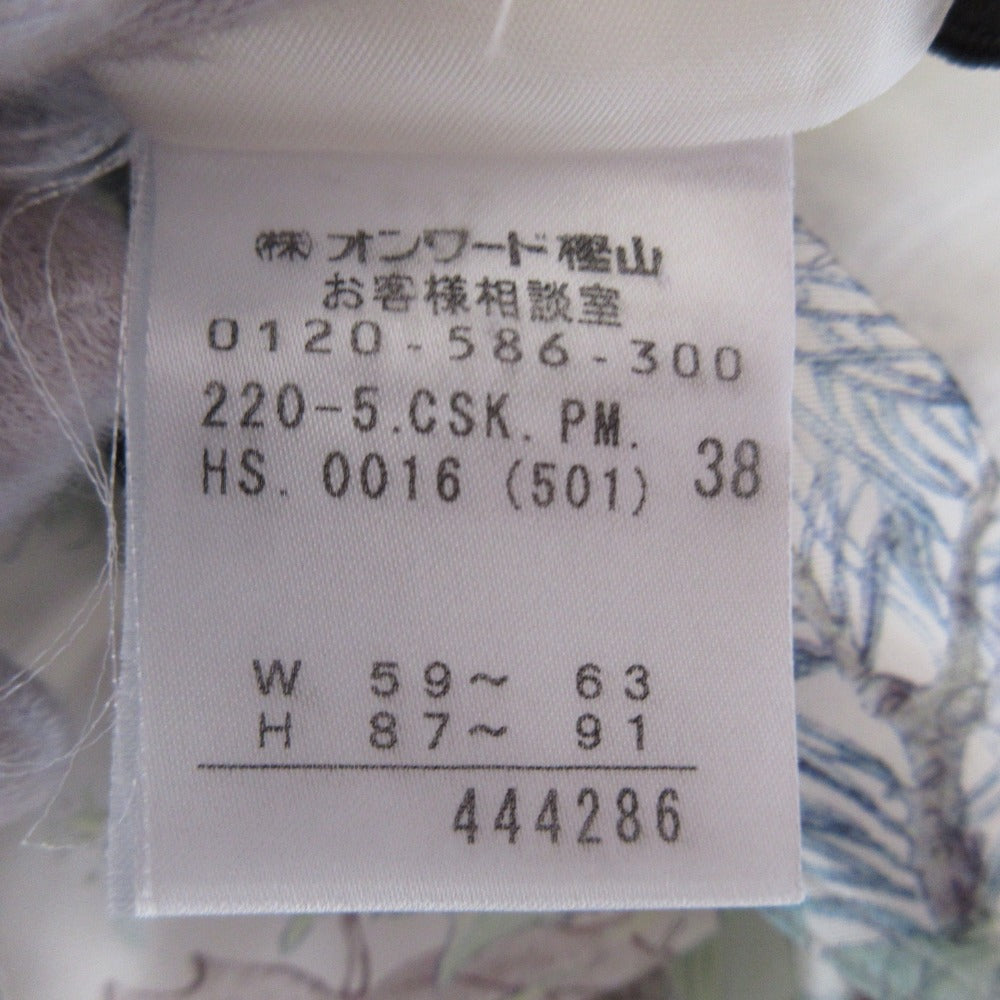 ㈱オンワード樫山
お客様相談室
0120-586-300
220-5.CSK.PM.
HS.0016(501) 38
W 59~ 63
H 87~ 91
444286